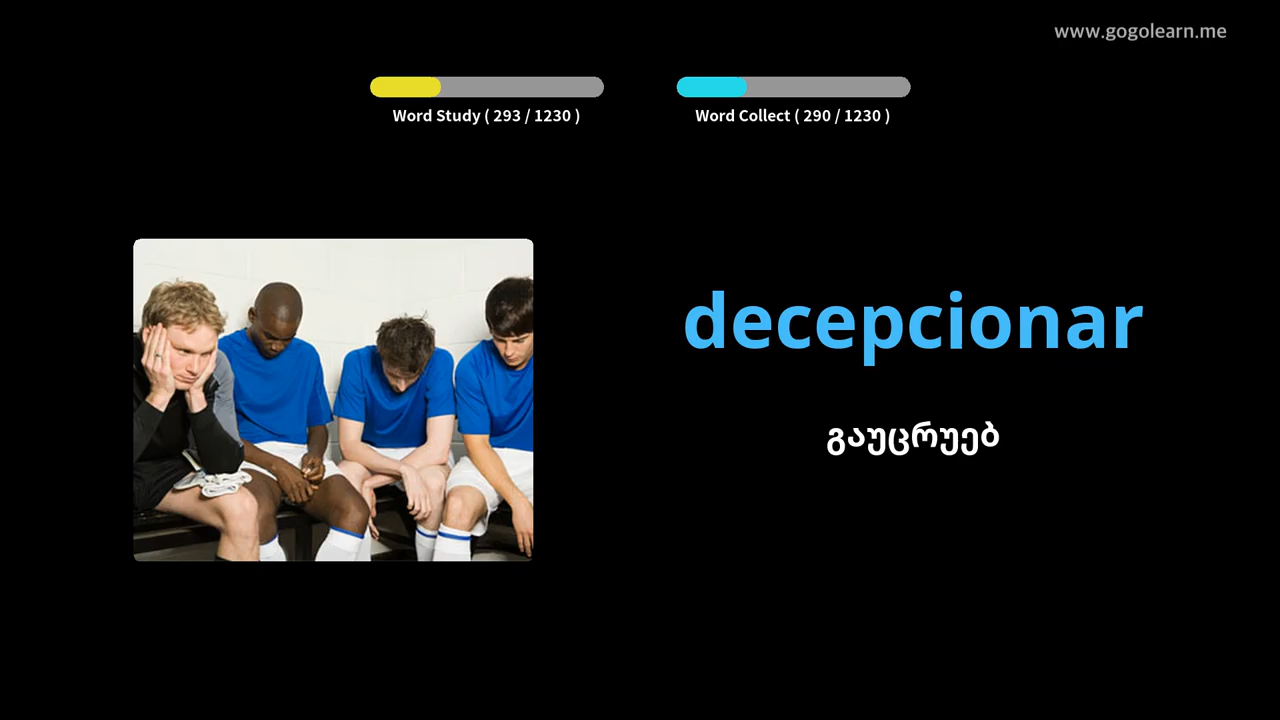 www.gogolearn.me
Word Study ( 293 / 1230 )
Word Collect ( 290 / 1230 )
decepcionar
გაუცრუებ